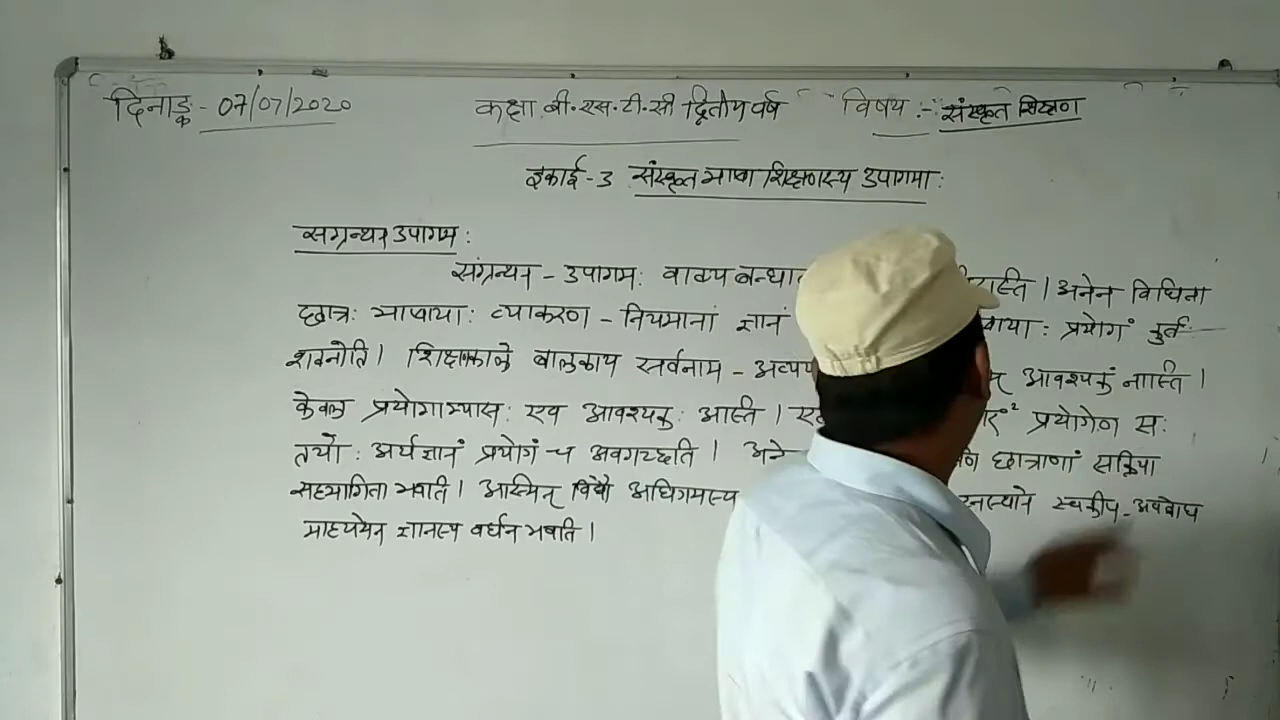 दिनाङ्क - 07/07/2020 कक्षा बी.एस.टी.सी द्वितीय वर्ष विषय :- संस्कृत शिक्षण
इकाई-3 संस्कृत भाषा शिक्षणस्य उपागमा:
सग्रन्थन उपागम :
संग्रन्थन - उपागम: वाक्य बन्धान । अनेन विधिना
छात्र: भाषाया: व्याकरण - नियमानां ज्ञानं प्रयोगं कुर्तं
शक्नोति । शिक्षणकाले बालकाय सर्वनाम - आवश्यकं नास्ति ।
केवल प्रयोगाभ्यास: एव आवश्यक: अस्ति । प्रयोगेण स:
तयो: अर्थज्ञानं प्रयोगं च अवगच्छति । छात्राणां सक्रिया
सहभागिता भवति । अस्मिन् विधौ अधिगमस्य स्वकीय - अवबोध
माध्यमेन ज्ञानस्य वर्धन भवति ।